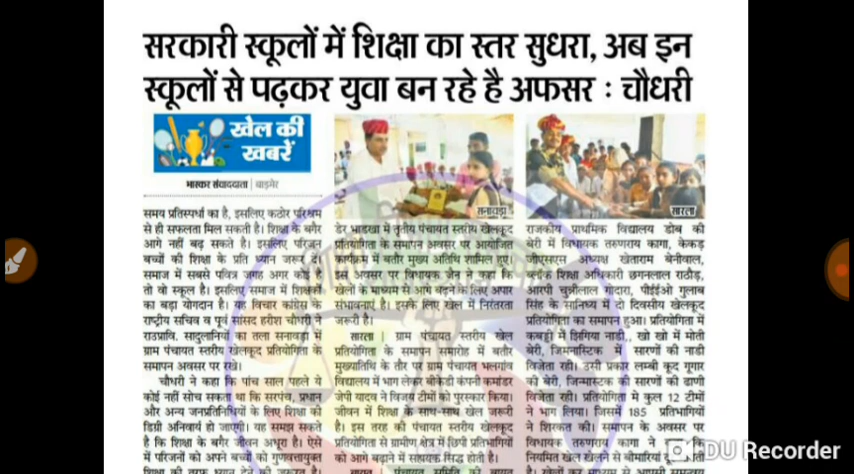 सरकारी स्कूलों में शिक्षा का स्तर सुधरा, अब इन
स्कूलों से पढ़कर युवा बन रहे है अफसर : चौधरी
खेल की
खबरें
भास्कर संवाददाता | बाड़मेर
समय प्रतिस्पर्धा का है, इसलिए कठोर परिश्रम
से ही सफलता मिल सकती है। शिक्षा के बगैर
आगे नहीं बढ़ सकते है। इसलिए परिजन
बच्चों की शिक्षा के प्रति ध्यान जरूर दें।
समाज में सबसे पवित्र जगह अगर कोई है
तो वो स्कूल है। इसलिए समाज में शिक्षकों
का बड़ा योगदान है। यह विचार कांग्रेस के
राष्ट्रीय सचिव व पूर्व सांसद हरीश चौधरी ने
राउप्रावि. सादुलानियों का तला सनावड़ा में
ग्राम पंचायत स्तरीय खेलकूद प्रतियोगिता के
समापन अवसर पर रखे।
चौधरी ने कहा कि पांच साल पहले ये
कोई नहीं सोच सकता था कि सरपंच, प्रधान
और अन्य जनप्रतिनिधियों के लिए शिक्षा की
डिग्री अनिवार्य हो जाएगी। यह समझ सकते
है कि शिक्षा के बगैर जीवन अधूरा है। ऐसे
में परिजनों को अपने बच्चों को गुणवत्तायुक्त
शिक्षा की तरफ ध्यान देने की जरूरत है।
सनावड़ा
डेर भाडखा में तृतीय पंचायत स्तरीय खेलकूद
प्रतियोगिता के समापन अवसर पर आयोजित
कार्यक्रम में बतौर मुख्य अतिथि शामिल हुए।
इस अवसर पर विधायक जैन ने कहा कि
खेलों के माध्यम से आगे बढ़ने के लिए अपार
संभावनाएं है। इसके लिए खेल में निरंतरता
जरूरी है।
सारला। ग्राम पंचायत स्तरीय खेल
प्रतियोगिता के समापन समारोह में बतौर
मुख्यातिथि के तौर पर ग्राम पंचायत भलगांव
विद्यालय में भाग लेकर बीकेडी कंपनी कमांडर
जेपी यादव ने विजय टीमों को पुरस्कार किया।
जीवन में शिक्षा के साथ-साथ खेल जरूरी
है। इस तरह की पंचायत स्तरीय खेलकूद
प्रतियोगिता से ग्रामीण क्षेत्र में छिपी प्रतिभागियों
को आगे बढ़ाने में सहायक सिद्ध होती है।
पंचायत समिति की
सारला
राजकीय प्राथमिक विद्यालय डोब की
बेरी में विधायक तरुणराय कागा, केकड़
जीएसएस अध्यक्ष खेताराम बेनीवाल,
ब्लॉक शिक्षा अधिकारी छगनलाल राठौड़,
आरपी चुन्नीलाल गोदारा, पीईईओ गुलाब
सिंह के सानिध्य में दो दिवसीय खेलकूद
प्रतियोगिता का समापन हुआ। प्रतियोगिता में
कबड्डी में डिगिया नाडी,, खो खो में मोती
बेरी, जिमनास्टिक में सारणों की नाडी
विजेता रही। उसी प्रकार लम्बी कूद गूगार
की बेरी, जिम्नास्टक की सारणों की ढाणी
विजेता रही। प्रतियोगिता मे कुल 12 टीमों
ने भाग लिया। जिसमें 185 प्रतिभागियों
ने शिरकत की। समापन के अवसर पर
विधायक तरुणराय कागा ने
नियमित खेल खेलने से बीमारियां
DU Recorder